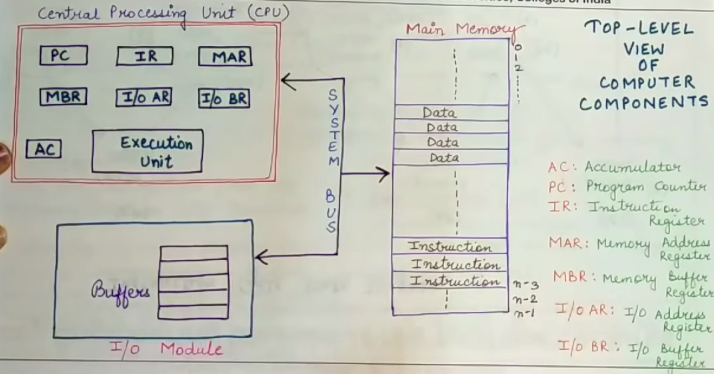 Colleges of India
Central Processing Unit (CPU)
PC
IR
MAR
MBR
I/O AR
I/O BR
AC
Execution
Unit
SYSTEM BUS
Main Memory
0
1
2
Data
Data
Data
Data
Instruction
Instruction
Instruction
n-3
n-2
n-1
Buffers
I/O Module
TOP-LEVEL
VIEW
OF
COMPUTER
COMPONENTS
AC: Accumulator
PC: Program Counter
IR: Instruction
Register
MAR: Memory Address
Register
MBR: Memory Buffer
Register
I/O AR: I/O Address
Register
I/O BR: I/O Buffer
Register